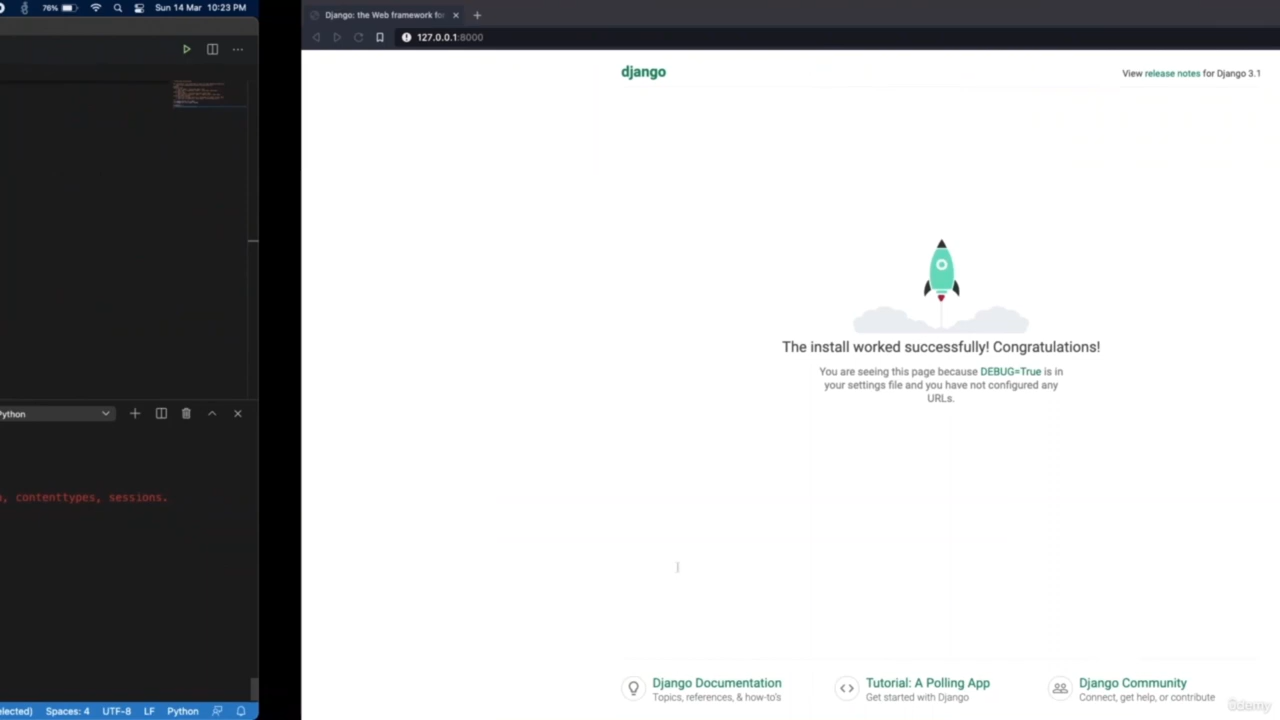 76% Sun 14 Mar 10:23 PM
Django: the Web framework for
127.0.0.1:8000
django
View release notes for Django 3.1
The install worked successfully! Congratulations!
You are seeing this page because DEBUG=True is in
your settings file and you have not configured any
URLs.
Python
, contenttypes, sessions.
Django Documentation
Topics, references, & how-to's
Tutorial: A Polling App
Get started with Django
Django Community
Connect, get help, or contribute
elected) Spaces: 4 UTF-8 LF Python
ûdemy